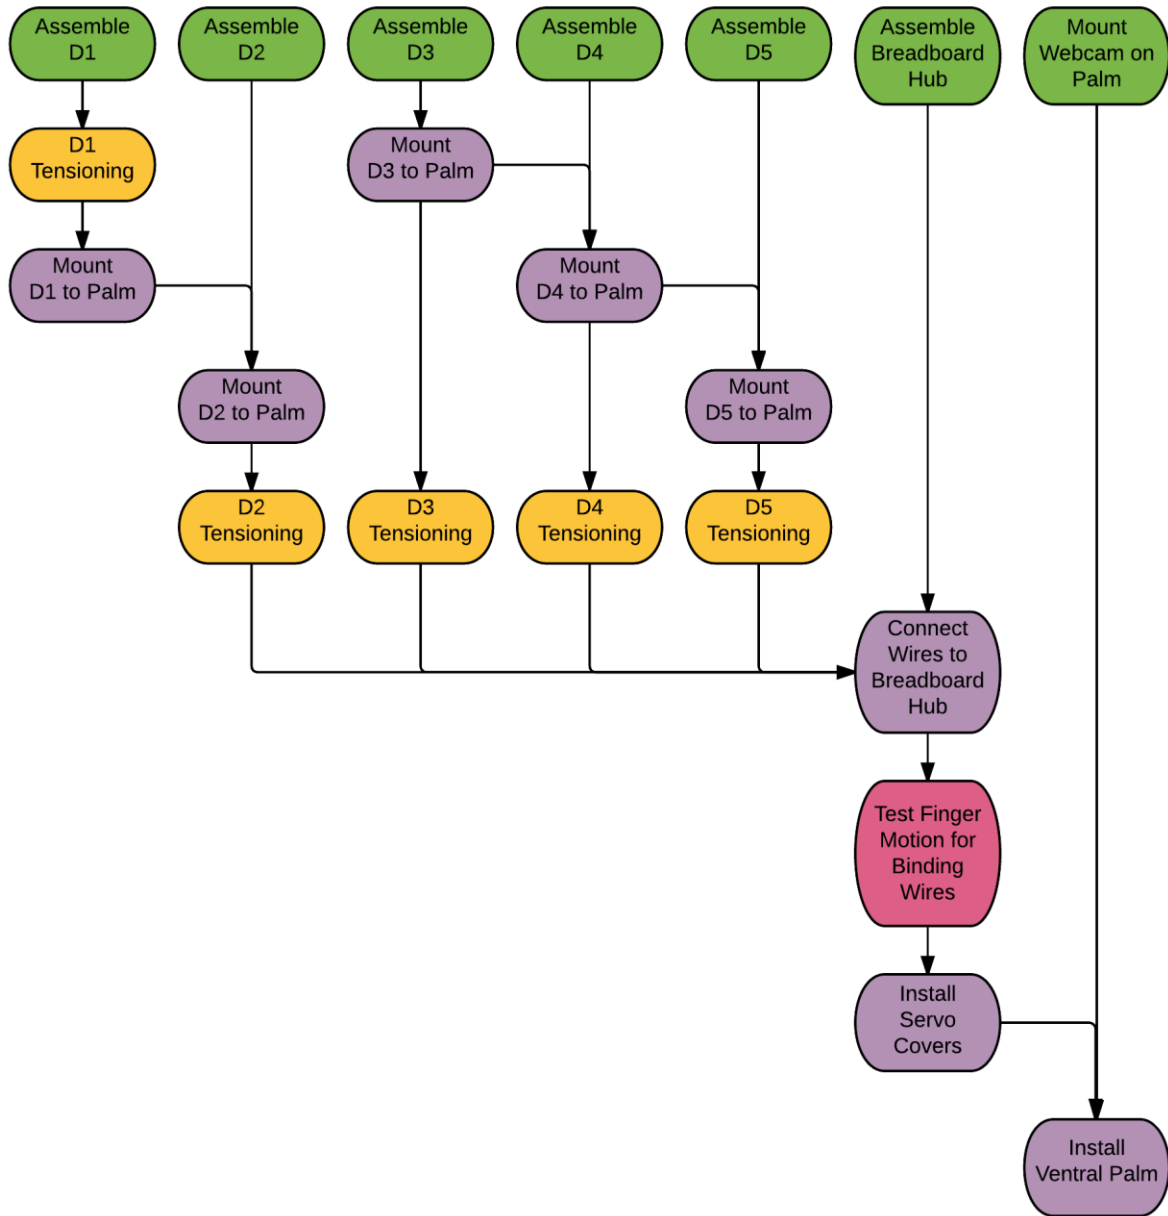 Assemble
D1
Assemble
D2
Assemble
D3
Assemble
D4
Assemble
D5
Assemble
Breadboard
Hub
Mount
Webcam on
Palm
D1
Tensioning
Mount
D3 to Palm
Mount
D1 to Palm
Mount
D4 to Palm
Mount
D2 to Palm
Mount
D5 to Palm
D2
Tensioning
D3
Tensioning
D4
Tensioning
D5
Tensioning
Connect
Wires to
Breadboard
Hub
Test Finger
Motion for
Binding
Wires
Install
Servo
Covers
Install
Ventral Palm